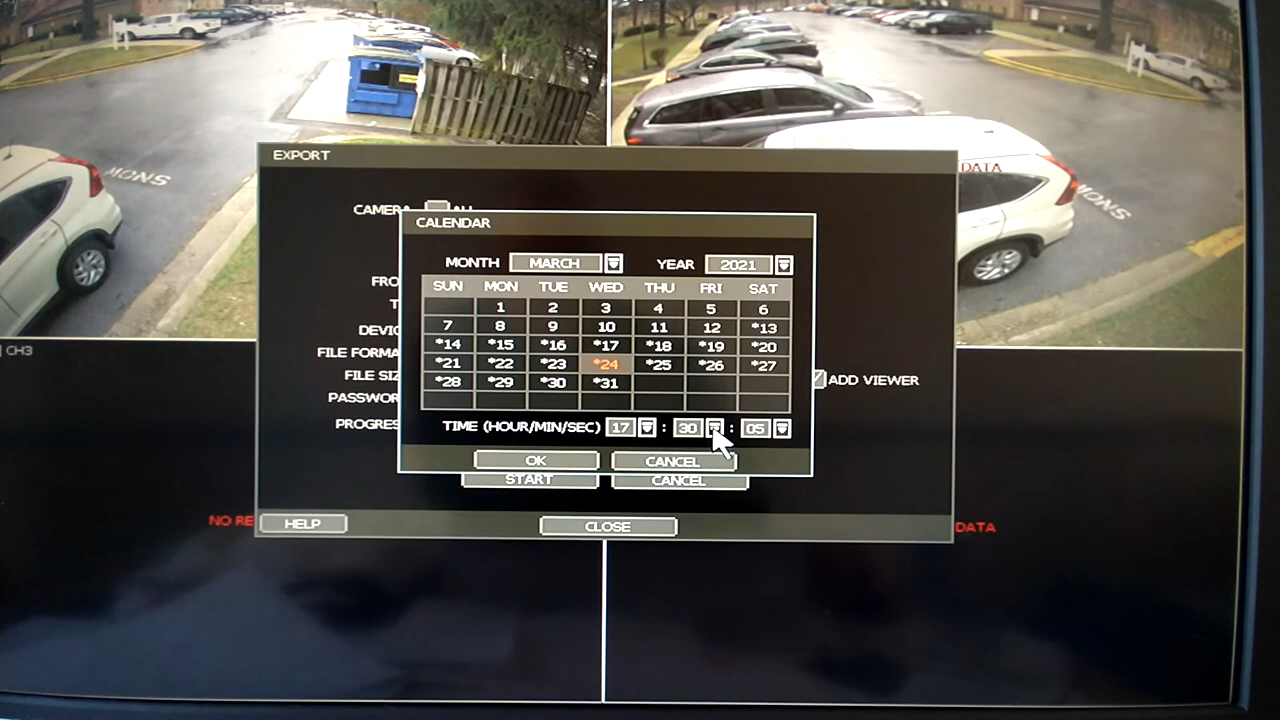 MONS
MONS
DATA
EXPORT
CAMERA
CALENDAR
MONTH MARCH YEAR 2021
SUN MON TUE WED THU FRI SAT
1 2 3 4 5 6
7 8 9 10 11 12 *13
*14 *15 *16 *17 *18 *19 *20
*21 *22 *23 *24 *25 *26 *27
*28 *29 *30 *31
TIME (HOUR/MIN/SEC) 17 : 30 : 05
OK CANCEL
FRO
T
DEVIC
FILE FORMA
FILE SIZ
PASSWOR
PROGRES
ADD VIEWER
START CANCEL
HELP CLOSE
CH3
NO RE
DATA